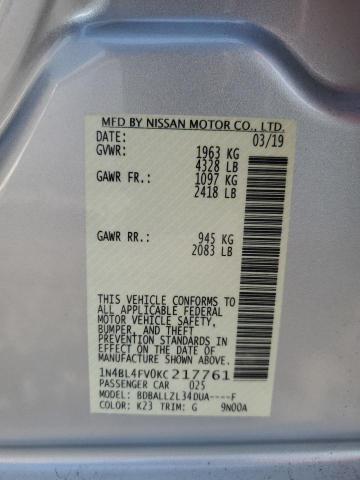 MFD BY NISSAN MOTOR CO., LTD.
DATE: 03/19
GVWR: 1963 KG
4328 LB
GAWR FR.: 1097 KG
2418 LB
GAWR RR.: 945 KG
2083 LB
THIS VEHICLE CONFORMS TO
ALL APPLICABLE FEDERAL
MOTOR VEHICLE SAFETY,
BUMPER, AND THEFT
PREVENTION STANDARDS IN
EFFECT ON THE DATE OF
MANUFACTURE SHOWN ABOVE.
1N4BL4FV0KC217761
PASSENGER CAR 025
MODEL: BDBALLZL34DUA----F
COLOR: K23 TRIM: G 9N00A